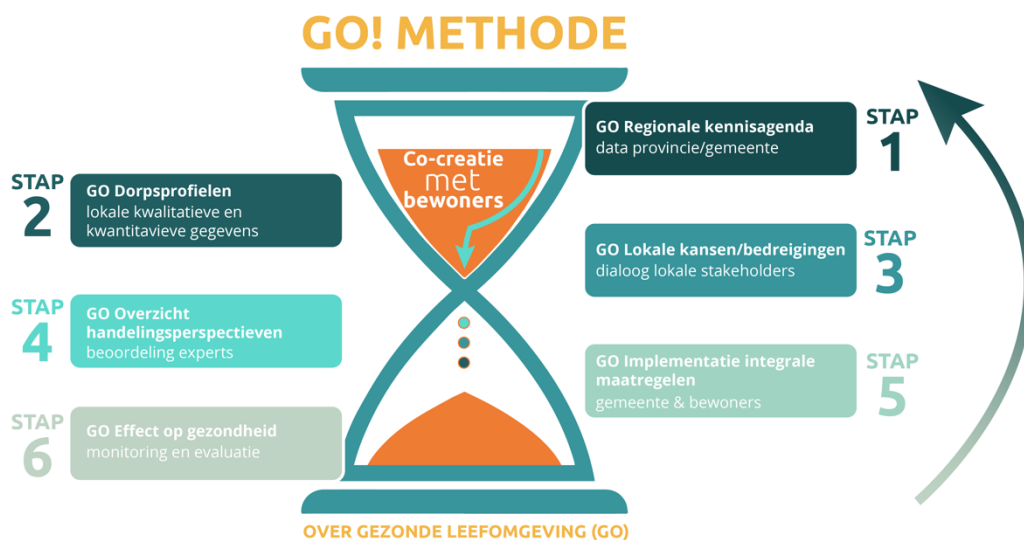 GO! METHODE
Co-creatie
met
bewoners
STAP
1
GO Regionale kennisagenda
data provincie/gemeente
STAP
2
GO Dorpsprofielen
lokale kwalitatieve en
kwantitavieve gegevens
STAP
3
GO Lokale kansen/bedreigingen
dialoog lokale stakeholders
STAP
4
GO Overzicht
handelingsperspectieven
beoordeling experts
STAP
5
GO Implementatie integrale
maatregelen
gemeente & bewoners
STAP
6
GO Effect op gezondheid
monitoring en evaluatie
OVER GEZONDE LEEFOMGEVING (GO)